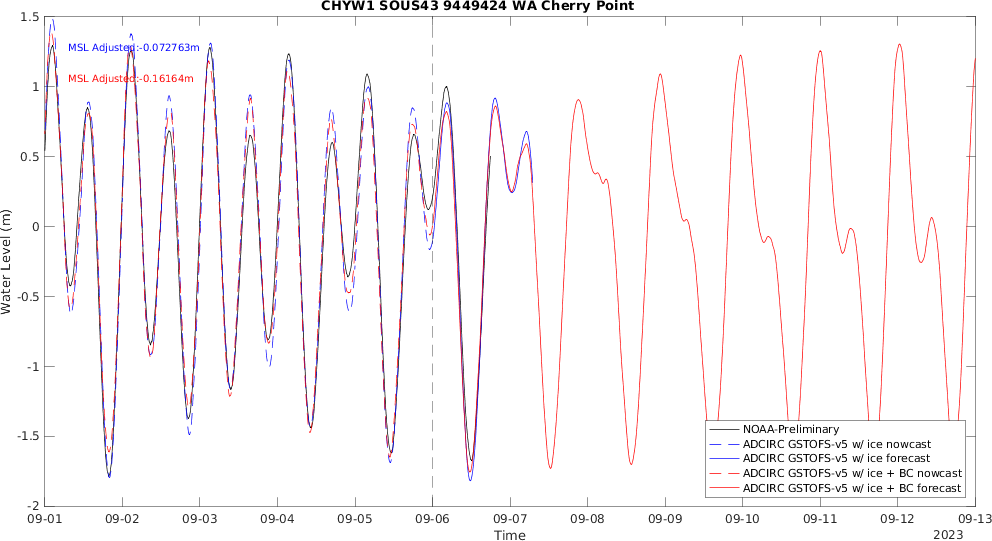 CHYW1 SOUS43 9449424 WA Cherry Point
1.5
1
0.5
0
-0.5
-1
-1.5
-2
Water Level (m)
MSL Adjusted:-0.072763m
MSL Adjusted:-0.16164m
NOAA-Preliminary
ADCIRC GSTOFS-v5 w/ ice nowcast
ADCIRC GSTOFS-v5 w/ ice forecast
ADCIRC GSTOFS-v5 w/ ice + BC nowcast
ADCIRC GSTOFS-v5 w/ ice + BC forecast
09-01 09-02 09-03 09-04 09-05 09-06 09-07 09-08 09-09 09-10 09-11 09-12 09-13
Time
2023